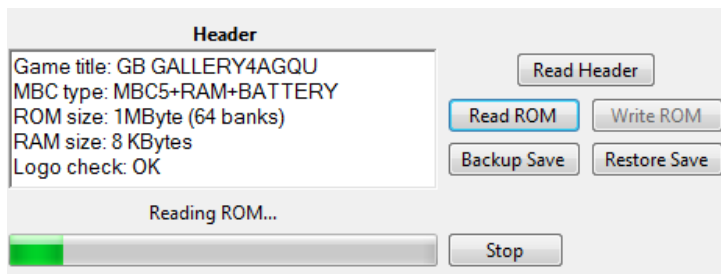 Header
Game title: GB GALLERY4AGQU
MBC type: MBC5+RAM+BATTERY
ROM size: 1MByte (64 banks)
RAM size: 8 KBytes
Logo check: OK
Read Header
Read ROM
Write ROM
Backup Save
Restore Save
Reading ROM...
Stop